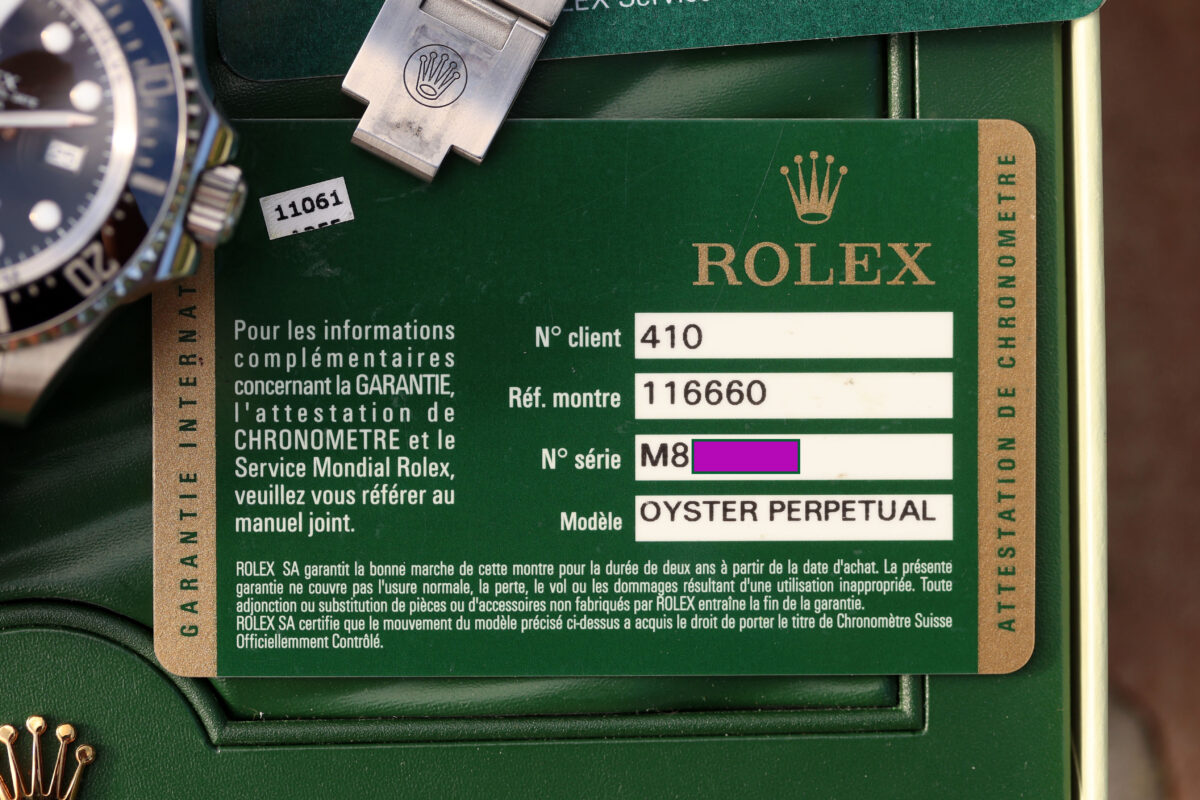 ROLEX Service
11061
ROLEX
Pour les informations
complémentaires
concernant la GARANTIE,
l'attestation de
CHRONOMETRE et le
Service Mondial Rolex,
veuillez vous référer au
manuel joint.
N° client 410
Réf. montre 116660
N° série M8
Modèle OYSTER PERPETUAL
ROLEX SA garantit la bonne marche de cette montre pour la durée de deux ans à partir de la date d'achat. La présente
garantie ne couvre pas l'usure normale, la perte, le vol ou les dommages résultant d'une utilisation inappropriée. Toute
adjonction ou substitution de pièces ou d'accessoires non fabriqués par ROLEX entraîne la fin de la garantie.
ROLEX SA certifie que le mouvement du modèle précisé ci-dessus a acquis le droit de porter le titre de Chronomètre Suisse
Officiellement Contrôlé.
GARANTIE INTERNAT
ATTESTATION DE CHRONOMETRE
20